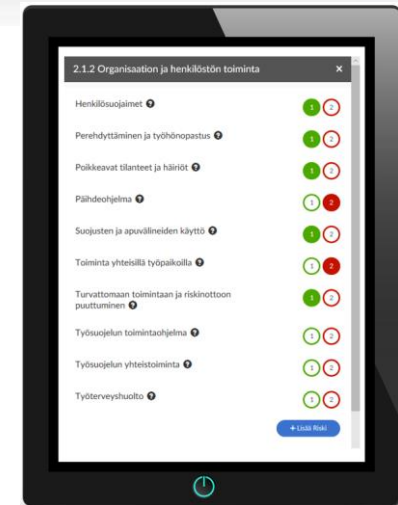 2.1.2 Organisaation ja henkilöstön toiminta ×
Henkilösuojaimet ? 1 2
Perehdyttäminen ja työhönopastus ? 1 2
Poikkeavat tilanteet ja häiriöt ? 1 2
Päihdeohjelma ? 1 2
Suojusten ja apuvälineiden käyttö ? 1 2
Toiminta yhteisillä työpaikoilla ? 1 2
Turvattomaan toimintaan ja riskinottoon
puuttuminen ? 1 2
Työsuojelun toimintaohjelma ? 1 2
Työsuojelun yhteistoiminta ? 1 2
Työterveyshuolto ? 1 2
+ Lisää Riski